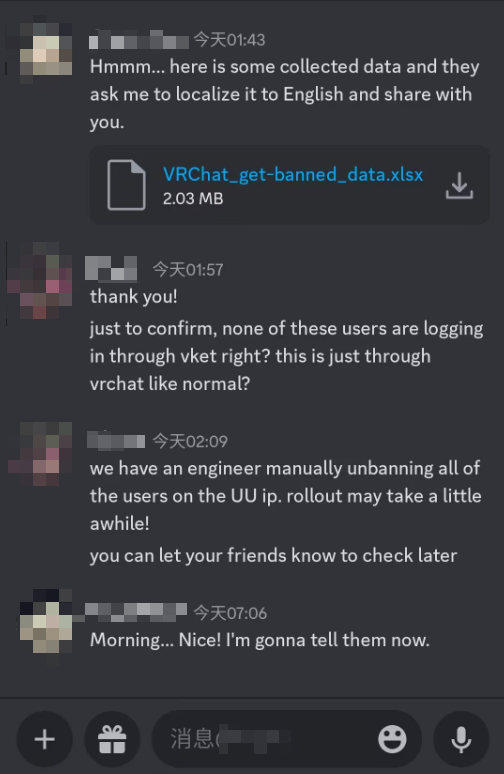 今天01:43
Hmmm... here is some collected data and they
ask me to localize it to English and share with
you.
VRChat_get-banned_data.xlsx
2.03 MB
今天01:57
thank you!
just to confirm, none of these users are logging
in through vket right? this is just through
vrchat like normal?
今天02:09
we have an engineer manually unbanning all of
the users on the UU ip. rollout may take a little
awhile!
you can let your friends know to check later
今天07:06
Morning... Nice! I'm gonna tell them now.
消息(